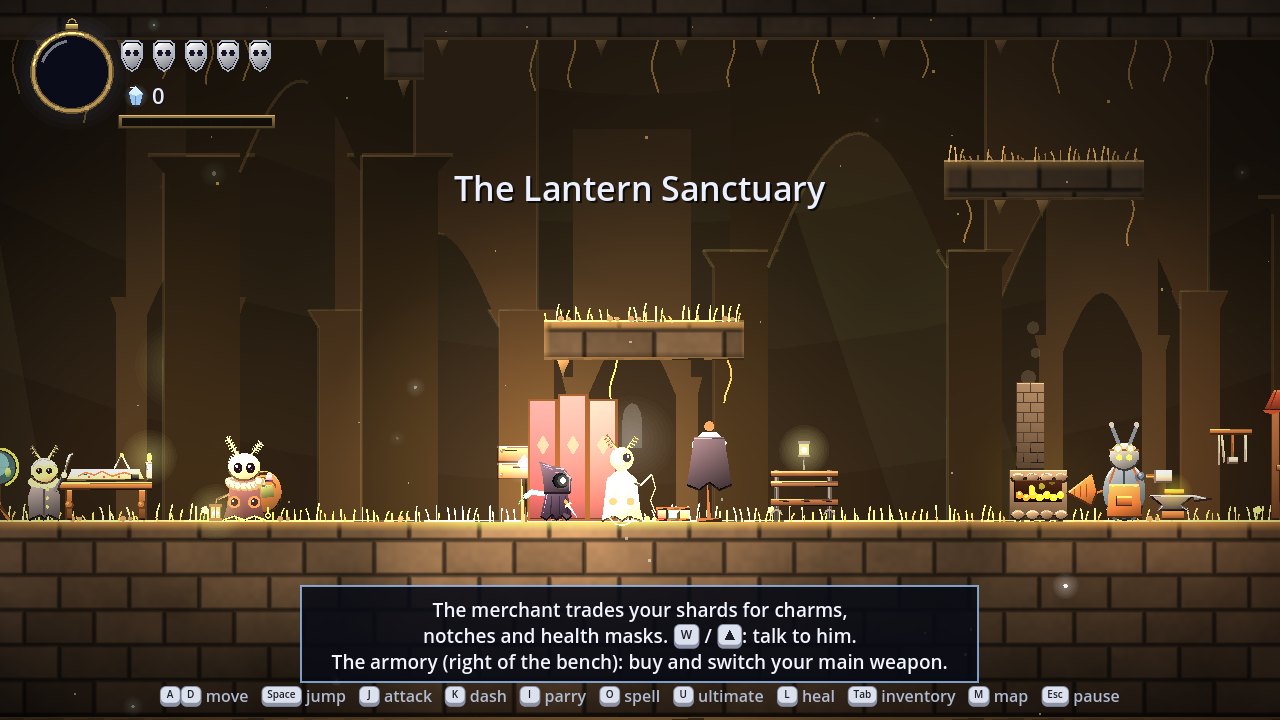 0
The Lantern Sanctuary
The merchant trades your shards for charms,
notches and health masks. W / ▲: talk to him.
The armory (right of the bench): buy and switch your main weapon.
A D move Space jump J attack K dash I parry O spell U ultimate L heal Tab inventory M map Esc pause